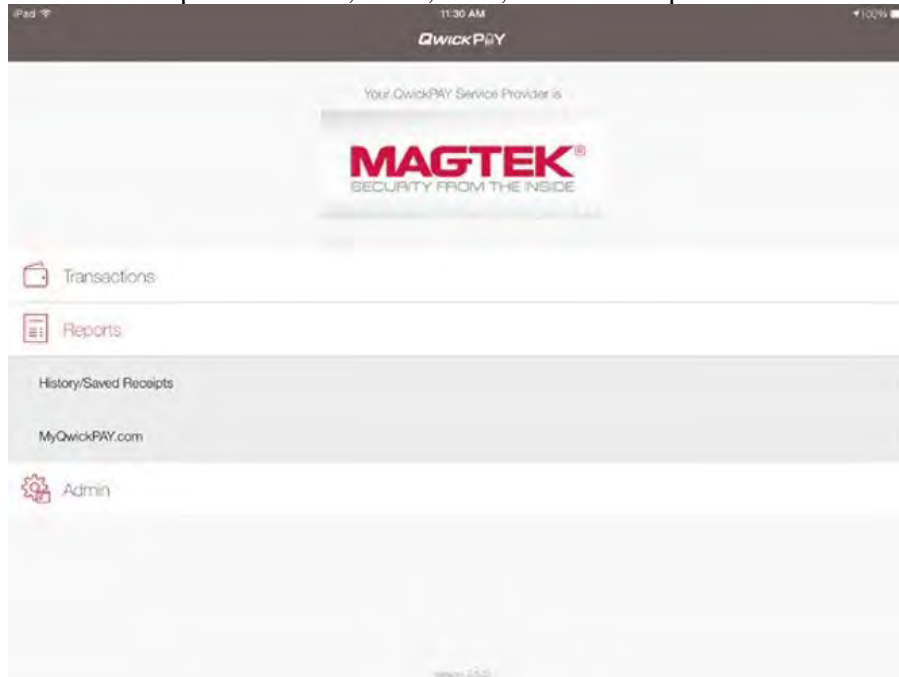 iPad
11:30 AM
100%
QWICKPAY
Your QwickPAY Service Provider is
MAGTEK®
SECURITY FROM THE INSIDE
Transactions
Reports
History/Saved Receipts
MyQwickPAY.com
Admin